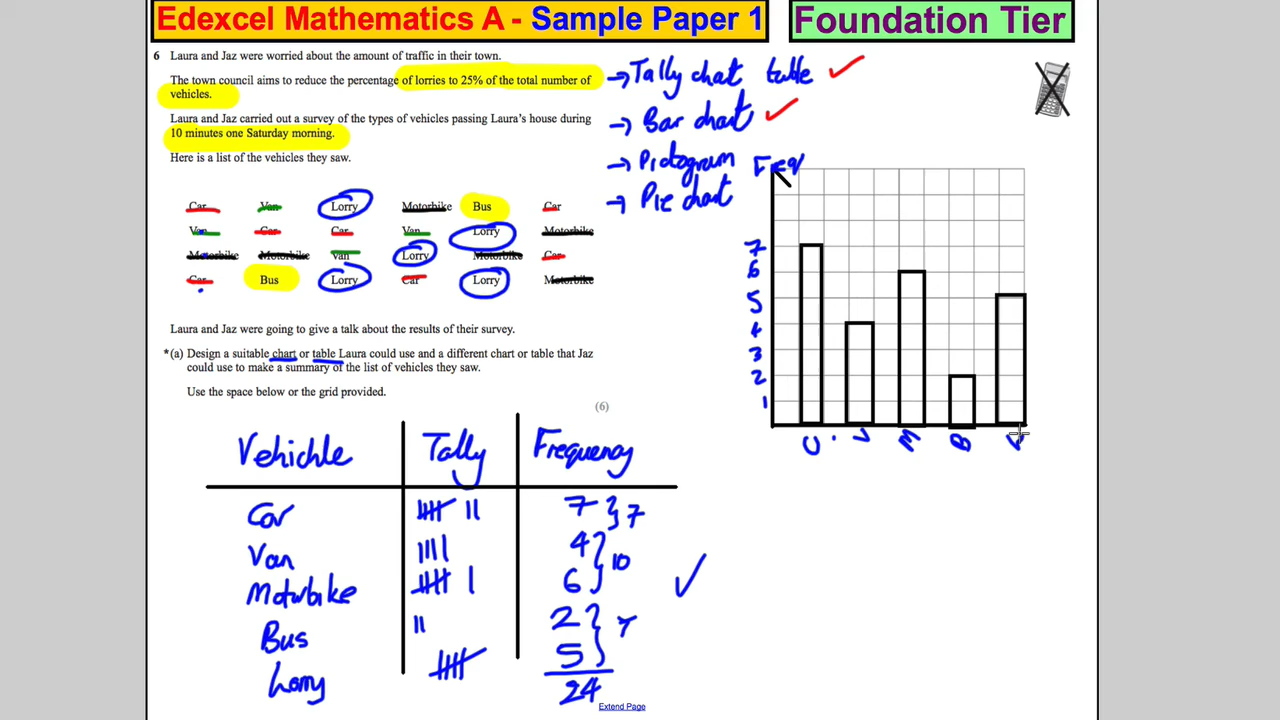 Edexcel Mathematics A - Sample Paper 1
Foundation Tier
6 Laura and Jaz were worried about the amount of traffic in their town.
The town council aims to reduce the percentage of lorries to 25% of the total number of
vehicles.
Laura and Jaz carried out a survey of the types of vehicles passing Laura's house during
10 minutes one Saturday morning.
Here is a list of the vehicles they saw.
Car Van Lorry Motorbike Bus Car
Van Car Car Van Lorry Motorbike
Motorbike Motorbike Van Lorry Motorbike Car
Car Bus Lorry Car Lorry Motorbike
Laura and Jaz were going to give a talk about the results of their survey.
*(a) Design a suitable chart or table Laura could use and a different chart or table that Jaz
could use to make a summary of the list of vehicles they saw.
Use the space below or the grid provided.
(6)
→ Tally chat table
→ Bar chart
→ Pictogram
→ Pie chart
Freq
7
6
5
4
3
2
1
C V M B
Vehichle Tally Frequency
Car 7 } 7
Van 4
10
Motorbike 6
Bus 2
Lorry 5
24
Extend Page